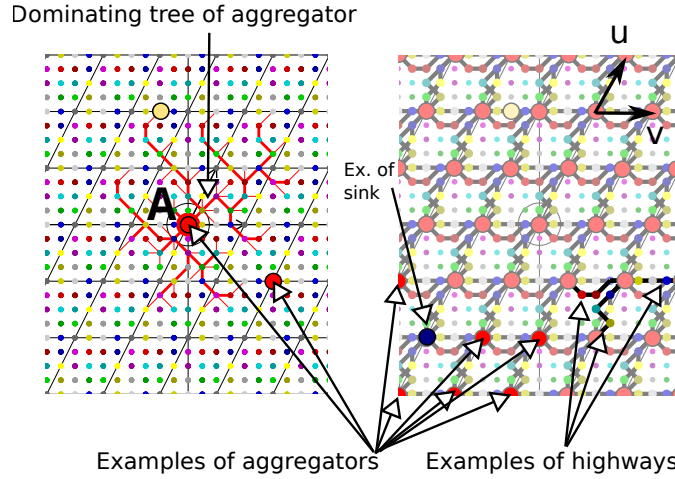 Dominating tree of aggregator
u
v
Ex. of
sink
A
Examples of aggregators
Examples of highways